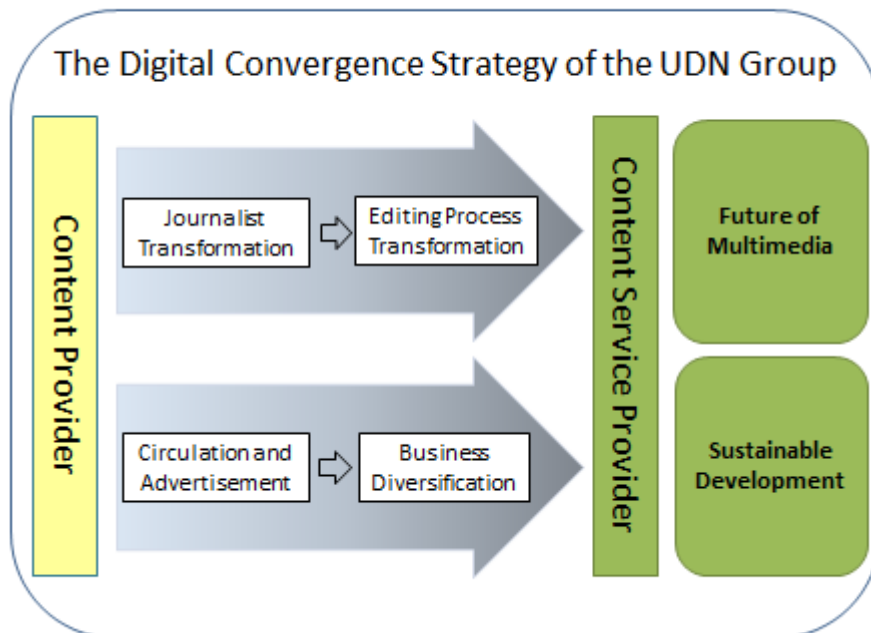 The Digital Convergence Strategy of the UDN Group
Content Provider
Journalist
Transformation
Editing Process
Transformation
Circulation and
Advertisement
Business
Diversification
Content Service Provider
Future of
Multimedia
Sustainable
Development